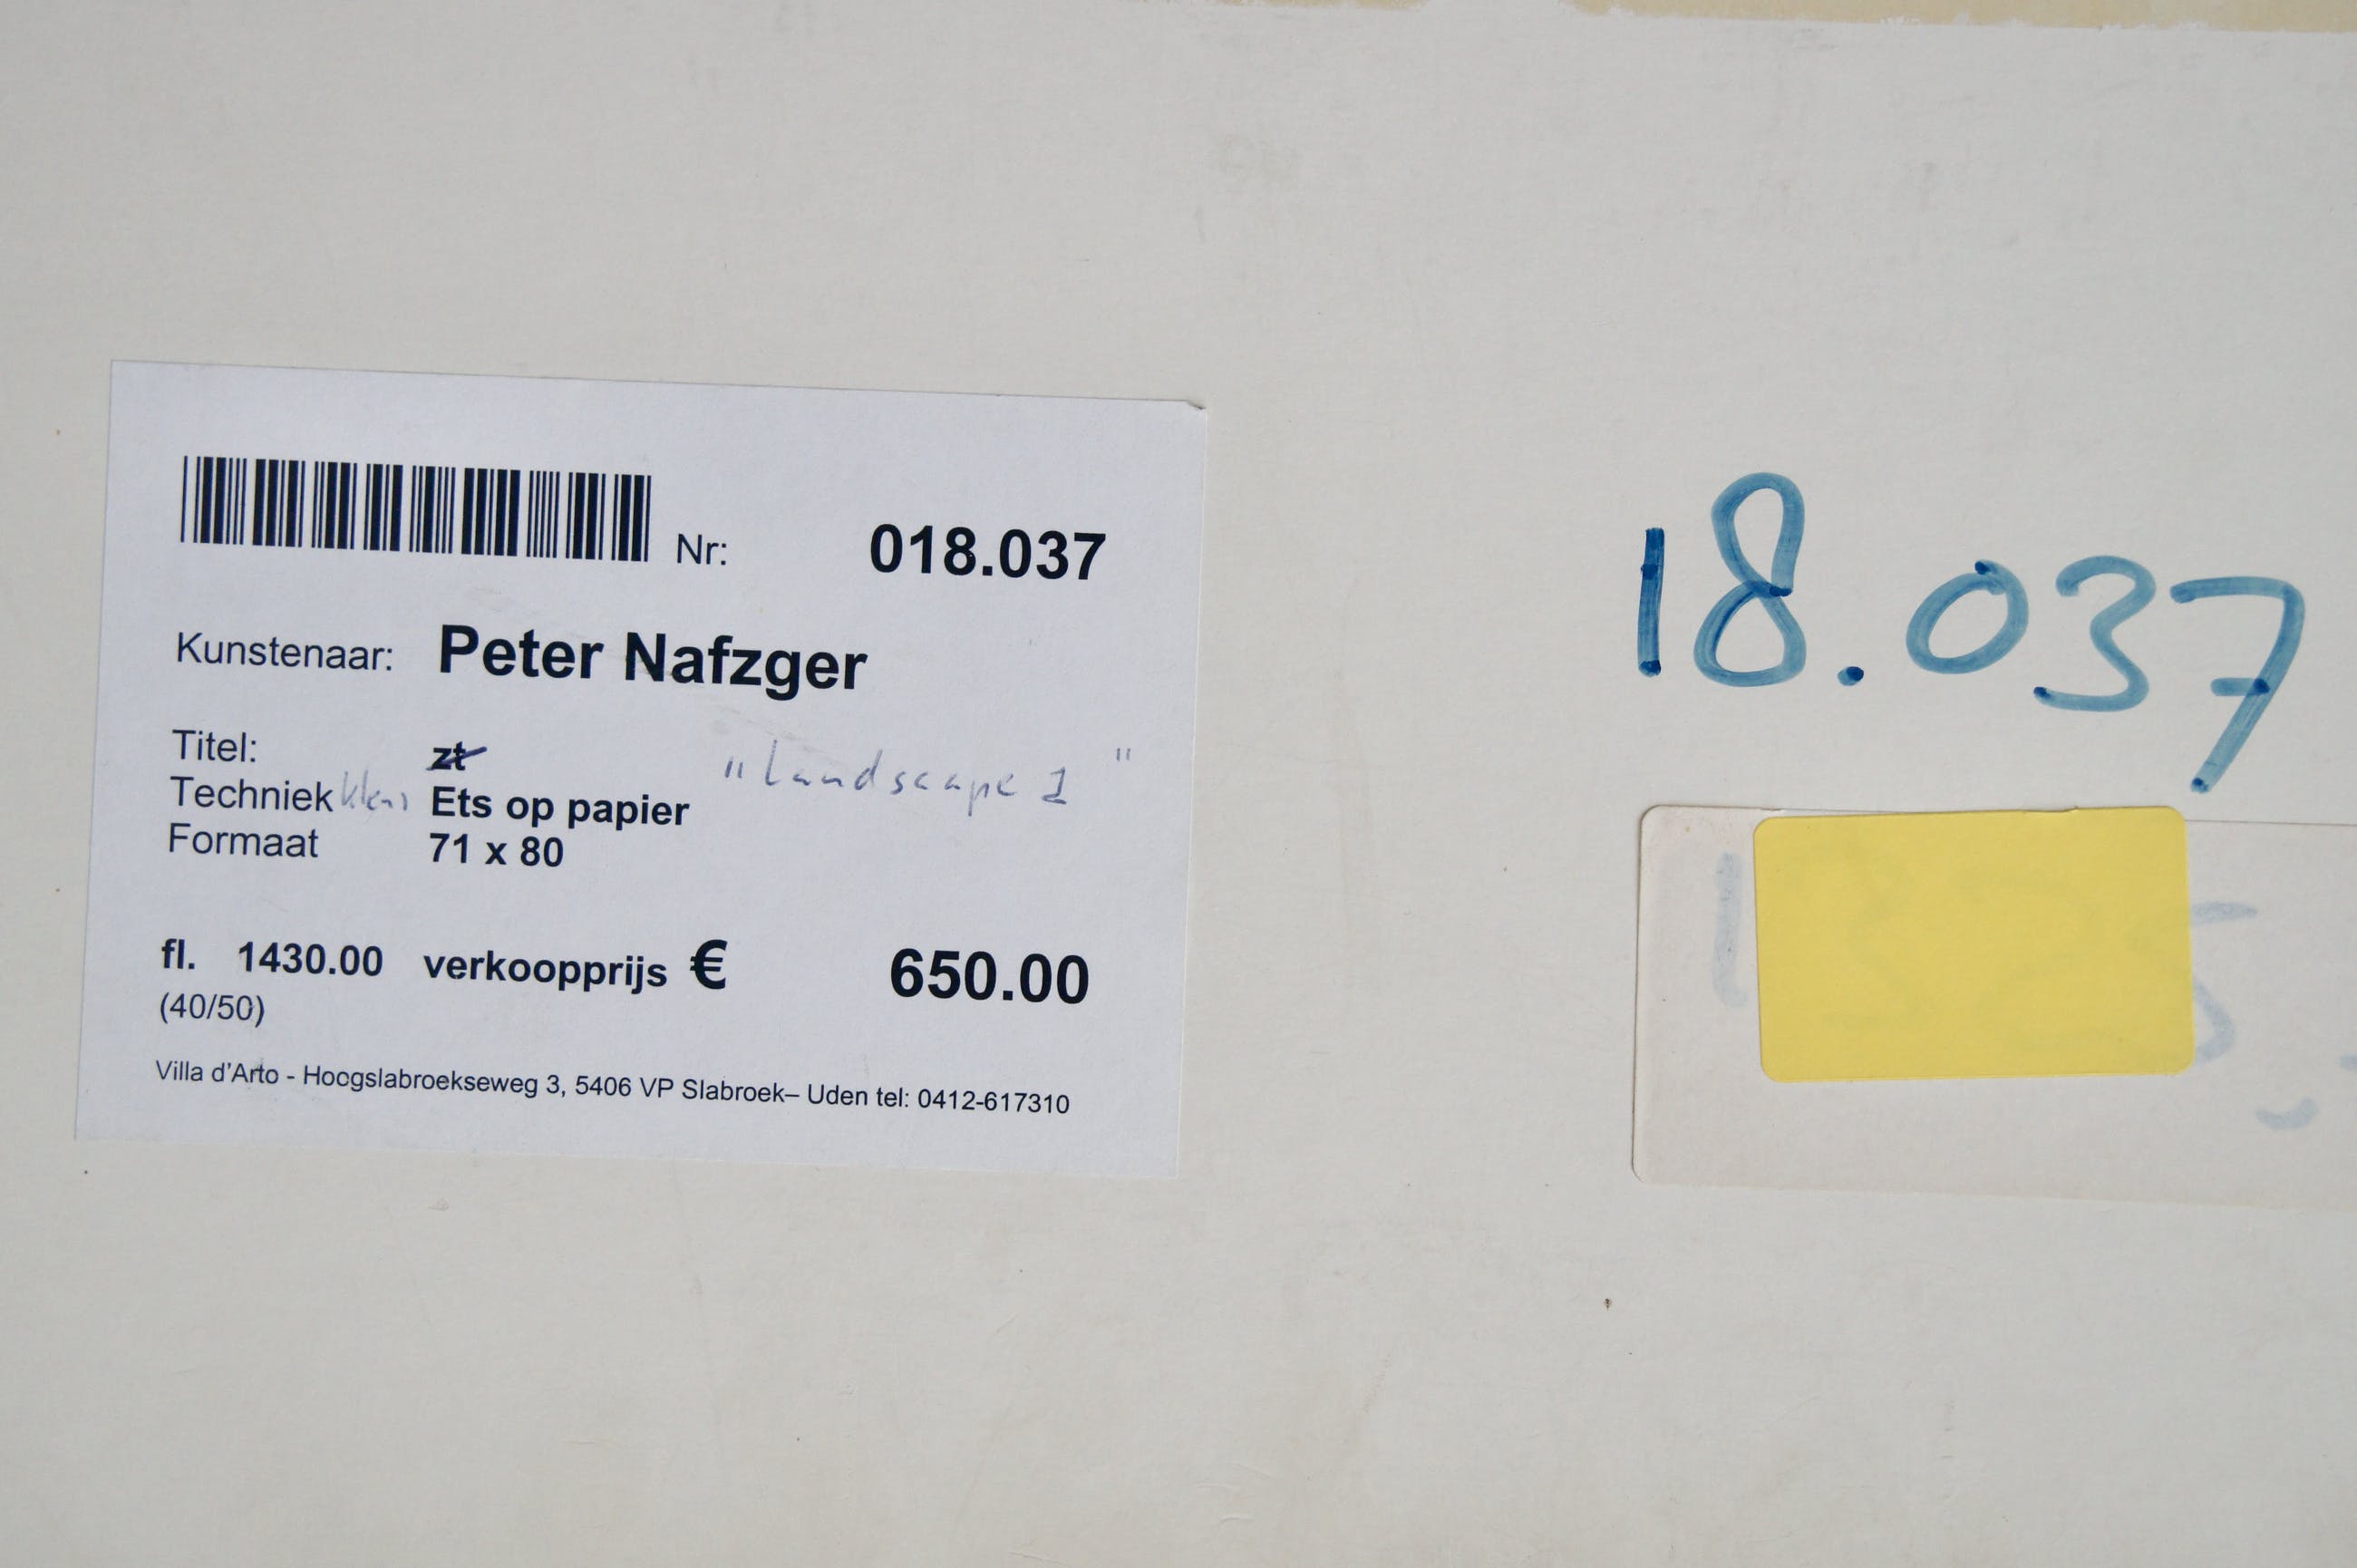 Nr: 018.037
Kunstenaar: Peter Nafzger
Titel: zt "Landscape 1"
Techniek kleur Ets op papier
Formaat 71 x 80
fl. 1430.00 verkoopprijs € 650.00
(40/50)
Villa d'Arto - Hoogslabroekseweg 3, 5406 VP Slabroek– Uden tel: 0412-617310
18.037